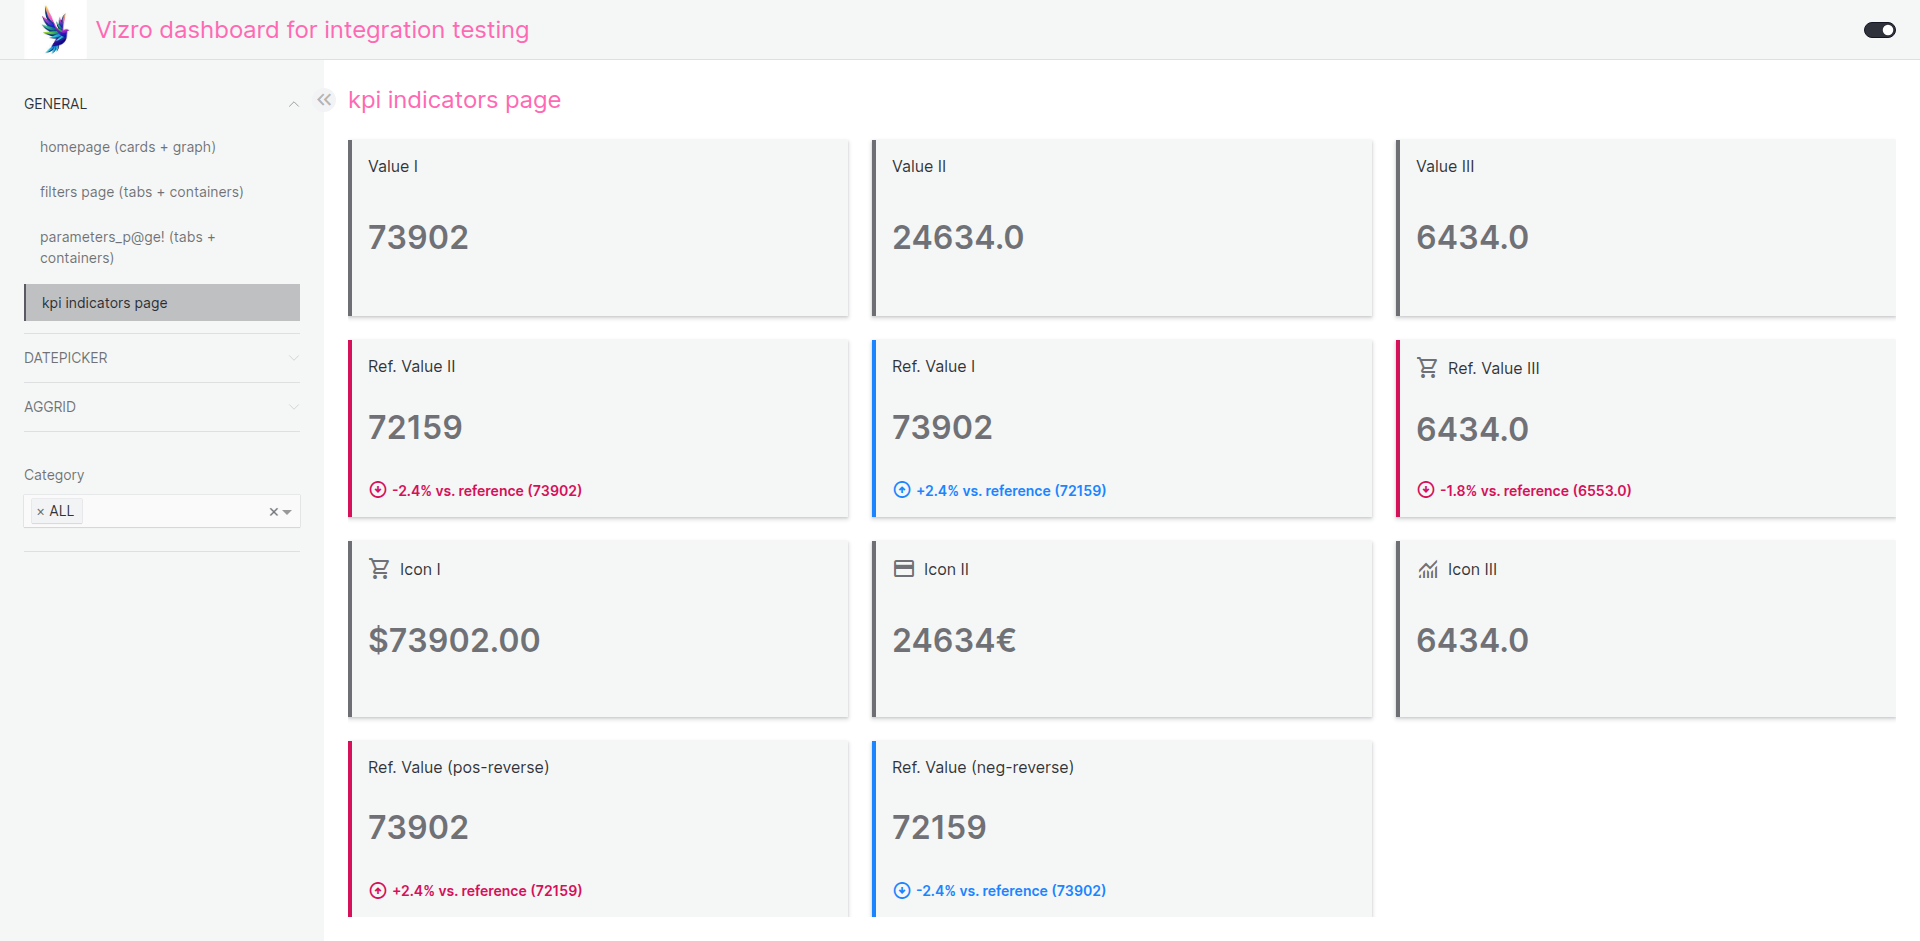 Vizro dashboard for integration testing
GENERAL
homepage (cards + graph)
filters page (tabs + containers)
parameters_p@ge! (tabs +
containers)
kpi indicators page
DATEPICKER
AGGRID
Category
× ALL
kpi indicators page
Value I
73902
Value II
24634.0
Value III
6434.0
Ref. Value II
72159
-2.4% vs. reference (73902)
Ref. Value I
73902
+2.4% vs. reference (72159)
Ref. Value III
6434.0
-1.8% vs. reference (6553.0)
Icon I
$73902.00
Icon II
24634€
Icon III
6434.0
Ref. Value (pos-reverse)
73902
+2.4% vs. reference (72159)
Ref. Value (neg-reverse)
72159
-2.4% vs. reference (73902)